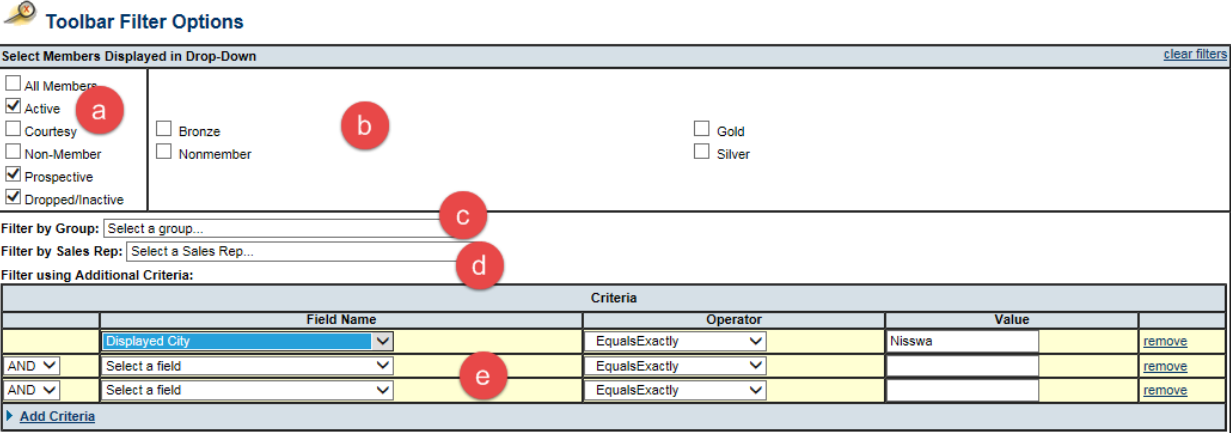 Toolbar Filter Options
Select Members Displayed in Drop-Down clear filters
All Members
Active
a
Courtesy
b
Bronze Gold
Non-Member Nonmember Silver
Prospective
Dropped/Inactive
c
Filter by Group: Select a group...
Filter by Sales Rep: Select a Sales Rep...
d
Filter using Additional Criteria:
Criteria
Field Name Operator Value
Displayed City EqualsExactly Nisswa remove
AND Select a field EqualsExactly remove
e
AND Select a field EqualsExactly remove
Add Criteria